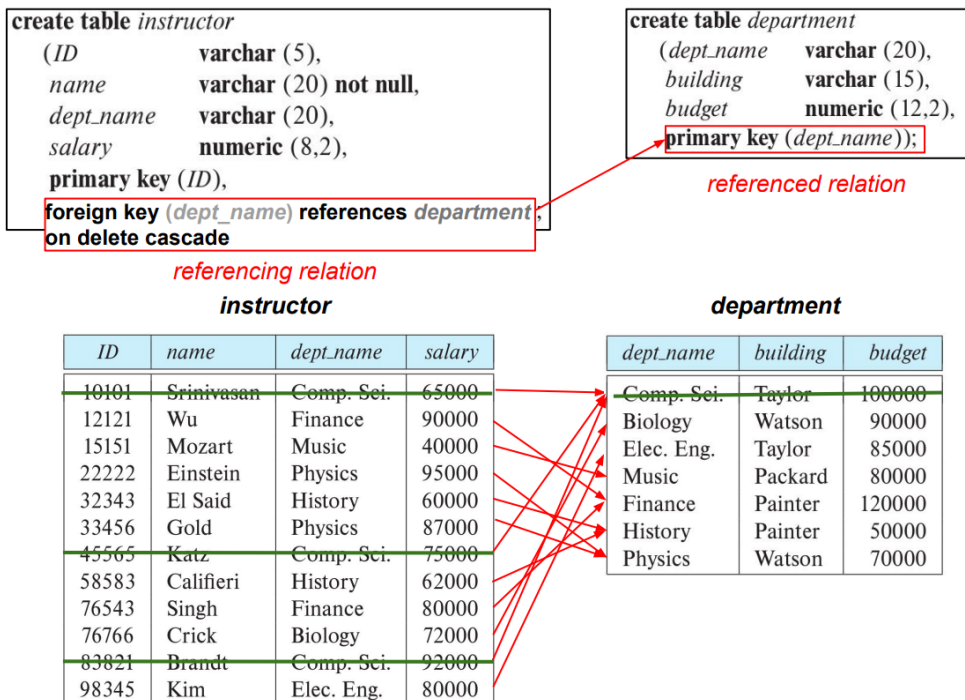 create table instructor
(ID varchar (5),
name varchar (20) not null,
dept_name varchar (20),
salary numeric (8,2),
primary key (ID),
foreign key (dept_name) references department ;
on delete cascade
referencing relation
create table department
(dept_name varchar (20),
building varchar (15),
budget numeric (12,2),
primary key (dept_name));
referenced relation
instructor
ID name dept_name salary
10101 Srinivasan Comp. Sci. 65000
12121 Wu Finance 90000
15151 Mozart Music 40000
22222 Einstein Physics 95000
32343 El Said History 60000
33456 Gold Physics 87000
45565 Katz Comp. Sci. 75000
58583 Califieri History 62000
76543 Singh Finance 80000
76766 Crick Biology 72000
83821 Brandt Comp. Sci. 92000
98345 Kim Elec. Eng. 80000
department
dept_name building budget
Comp. Sci. Taylor 100000
Biology Watson 90000
Elec. Eng. Taylor 85000
Music Packard 80000
Finance Painter 120000
History Painter 50000
Physics Watson 70000